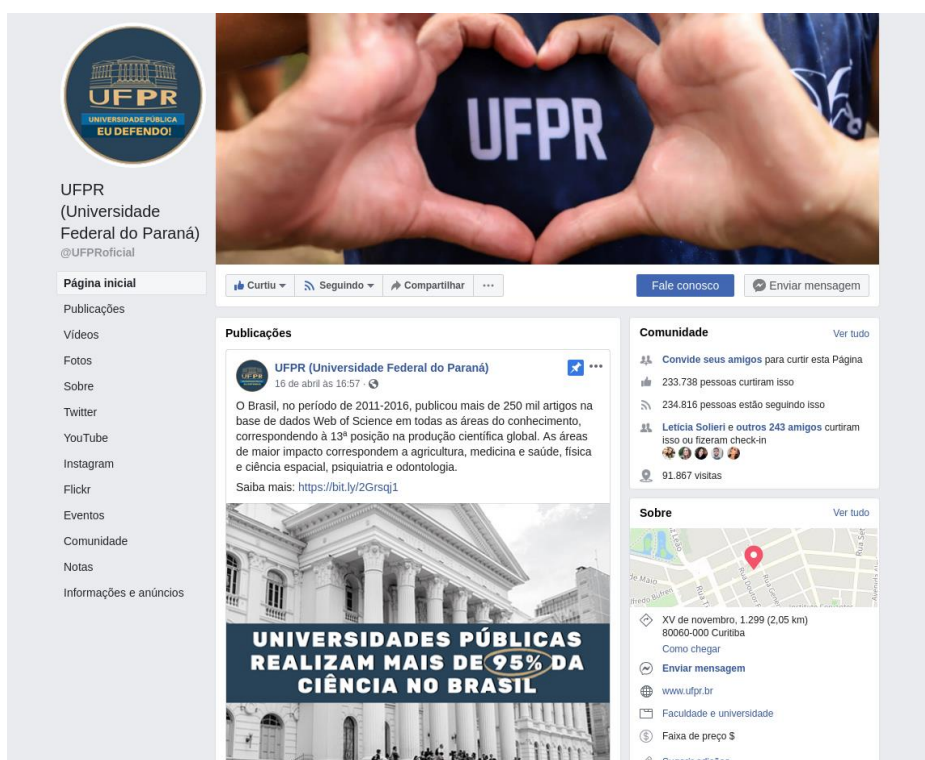 UFPR
UNIVERSIDADE PÚBLICA
EU DEFENDO!
UFPR
(Universidade
Federal do Paraná)
@UFPRoficial
Página inicial
Publicações
Vídeos
Fotos
Sobre
Twitter
YouTube
Instagram
Flickr
Eventos
Comunidade
Notas
Informações e anúncios
UFPR
Curtiu
Seguindo
Compartilhar
Fale conosco
Enviar mensagem
Publicações
UFPR
UFPR (Universidade Federal do Paraná)
16 de abril às 16:57 ·
O Brasil, no período de 2011-2016, publicou mais de 250 mil artigos na
base de dados Web of Science em todas as áreas do conhecimento,
correspondendo à 13ª posição na produção científica global. As áreas
de maior impacto correspondem a agricultura, medicina e saúde, física
e ciência espacial, psiquiatria e odontologia.
Saiba mais: https://bit.ly/2Grsqj1
UNIVERSIDADES PÚBLICAS
REALIZAM MAIS DE 95% DA
CIÊNCIA NO BRASIL
Comunidade
Ver tudo
Convide seus amigos para curtir esta Página
233.738 pessoas curtiram isso
234.816 pessoas estão seguindo isso
Letícia Solieri e outros 243 amigos curtiram
isso ou fizeram check-in
91.867 visitas
Sobre
Ver tudo
XV de novembro, 1.299 (2,05 km)
80060-000 Curitiba
Como chegar
Enviar mensagem
www.ufpr.br
Faculdade e universidade
Faixa de preço $